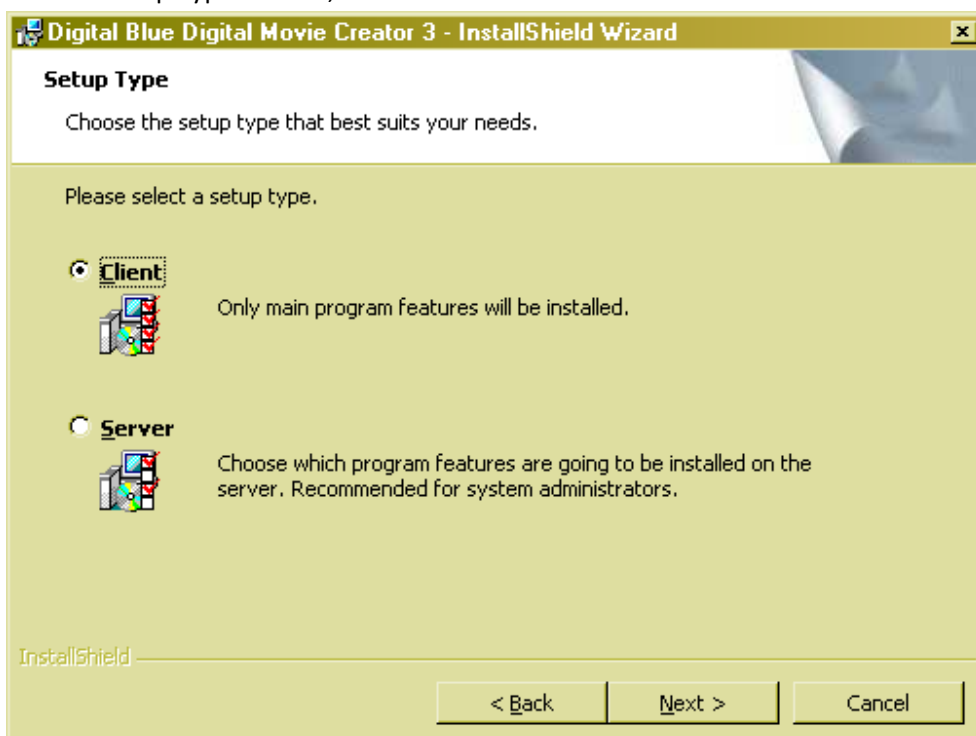 Digital Blue Digital Movie Creator 3 - InstallShield Wizard
Setup Type
Choose the setup type that best suits your needs.
Please select a setup type.
Client
Only main program features will be installed.
Server
Choose which program features are going to be installed on the
server. Recommended for system administrators.
InstallShield
< Back Next > Cancel